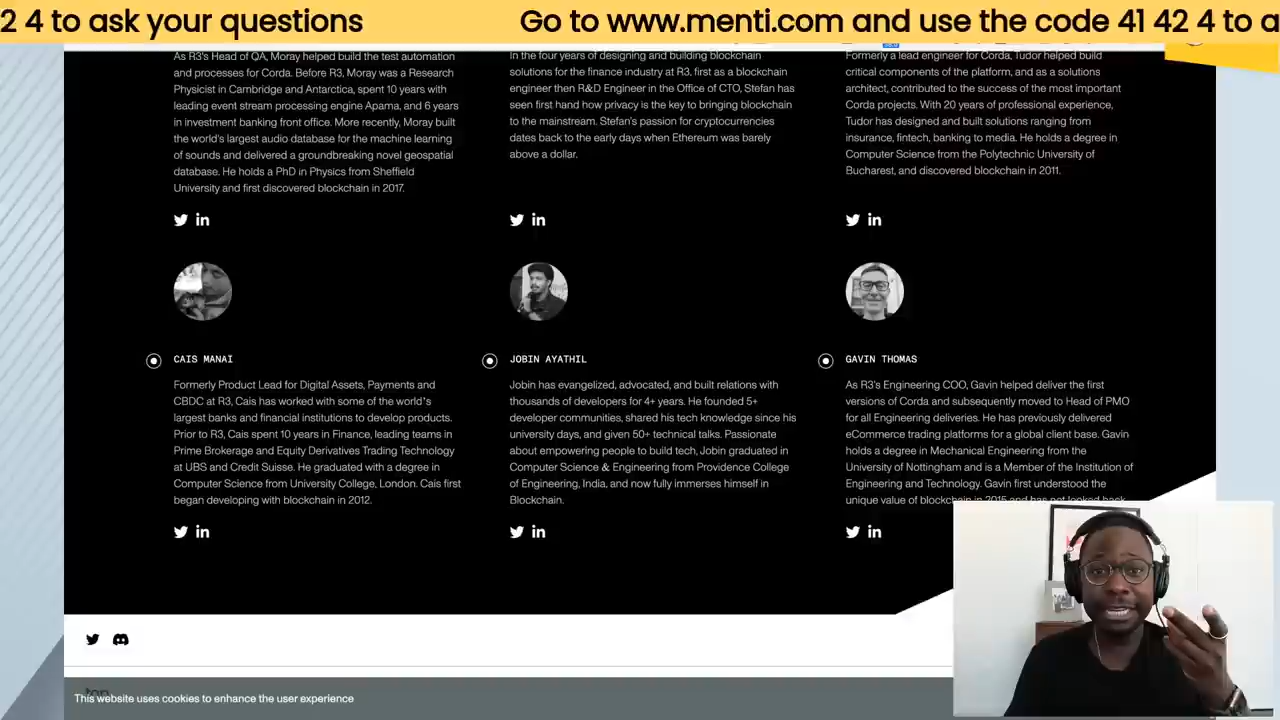 2 4 to ask your questions
Go to www.menti.com and use the code 41 42 4 to a
As R3's Head of QA, Moray helped build the test automation
and processes for Corda. Before R3, Moray was a Research
Physicist in Cambridge and Antarctica, spent 10 years with
leading event stream processing engine Apama, and 6 years
in investment banking front office. More recently, Moray built
the world's largest audio database for the machine learning
of sounds and delivered a groundbreaking novel geospatial
database. He holds a PhD in Physics from Sheffield
University and first discovered blockchain in 2017.
In the four years of designing and building blockchain
solutions for the finance industry at R3, first as a blockchain
engineer then R&D Engineer in the Office of CTO, Stefan has
seen first hand how privacy is the key to bringing blockchain
to the mainstream. Stefan's passion for cryptocurrencies
dates back to the early days when Ethereum was barely
above a dollar.
Formerly a lead engineer for Corda, Tudor helped build
critical components of the platform, and as a solutions
architect, contributed to the success of the most important
Corda projects. With 20 years of professional experience,
Tudor has designed and built solutions ranging from
insurance, fintech, banking to media. He holds a degree in
Computer Science from the Polytechnic University of
Bucharest, and discovered blockchain in 2011.
CAIS MANAI
Formerly Product Lead for Digital Assets, Payments and
CBDC at R3, Cais has worked with some of the world's
largest banks and financial institutions to develop products.
Prior to R3, Cais spent 10 years in Finance, leading teams in
Prime Brokerage and Equity Derivatives Trading Technology
at UBS and Credit Suisse. He graduated with a degree in
Computer Science from University College, London. Cais first
began developing with blockchain in 2012.
JOBIN AYATHIL
Jobin has evangelized, advocated, and built relations with
thousands of developers for 4+ years. He founded 5+
developer communities, shared his tech knowledge since his
university days, and given 50+ technical talks. Passionate
about empowering people to build tech, Jobin graduated in
Computer Science & Engineering from Providence College
of Engineering, India, and now fully immerses himself in
Blockchain.
GAVIN THOMAS
As R3's Engineering COO, Gavin helped deliver the first
versions of Corda and subsequently moved to Head of PMO
for all Engineering deliveries. He has previously delivered
eCommerce trading platforms for a global client base. Gavin
holds a degree in Mechanical Engineering from the
University of Nottingham and is a Member of the Institution of
Engineering and Technology. Gavin first understood the
unique value of blockchain in 2015 and has not looked back
This website uses cookies to enhance the user experience